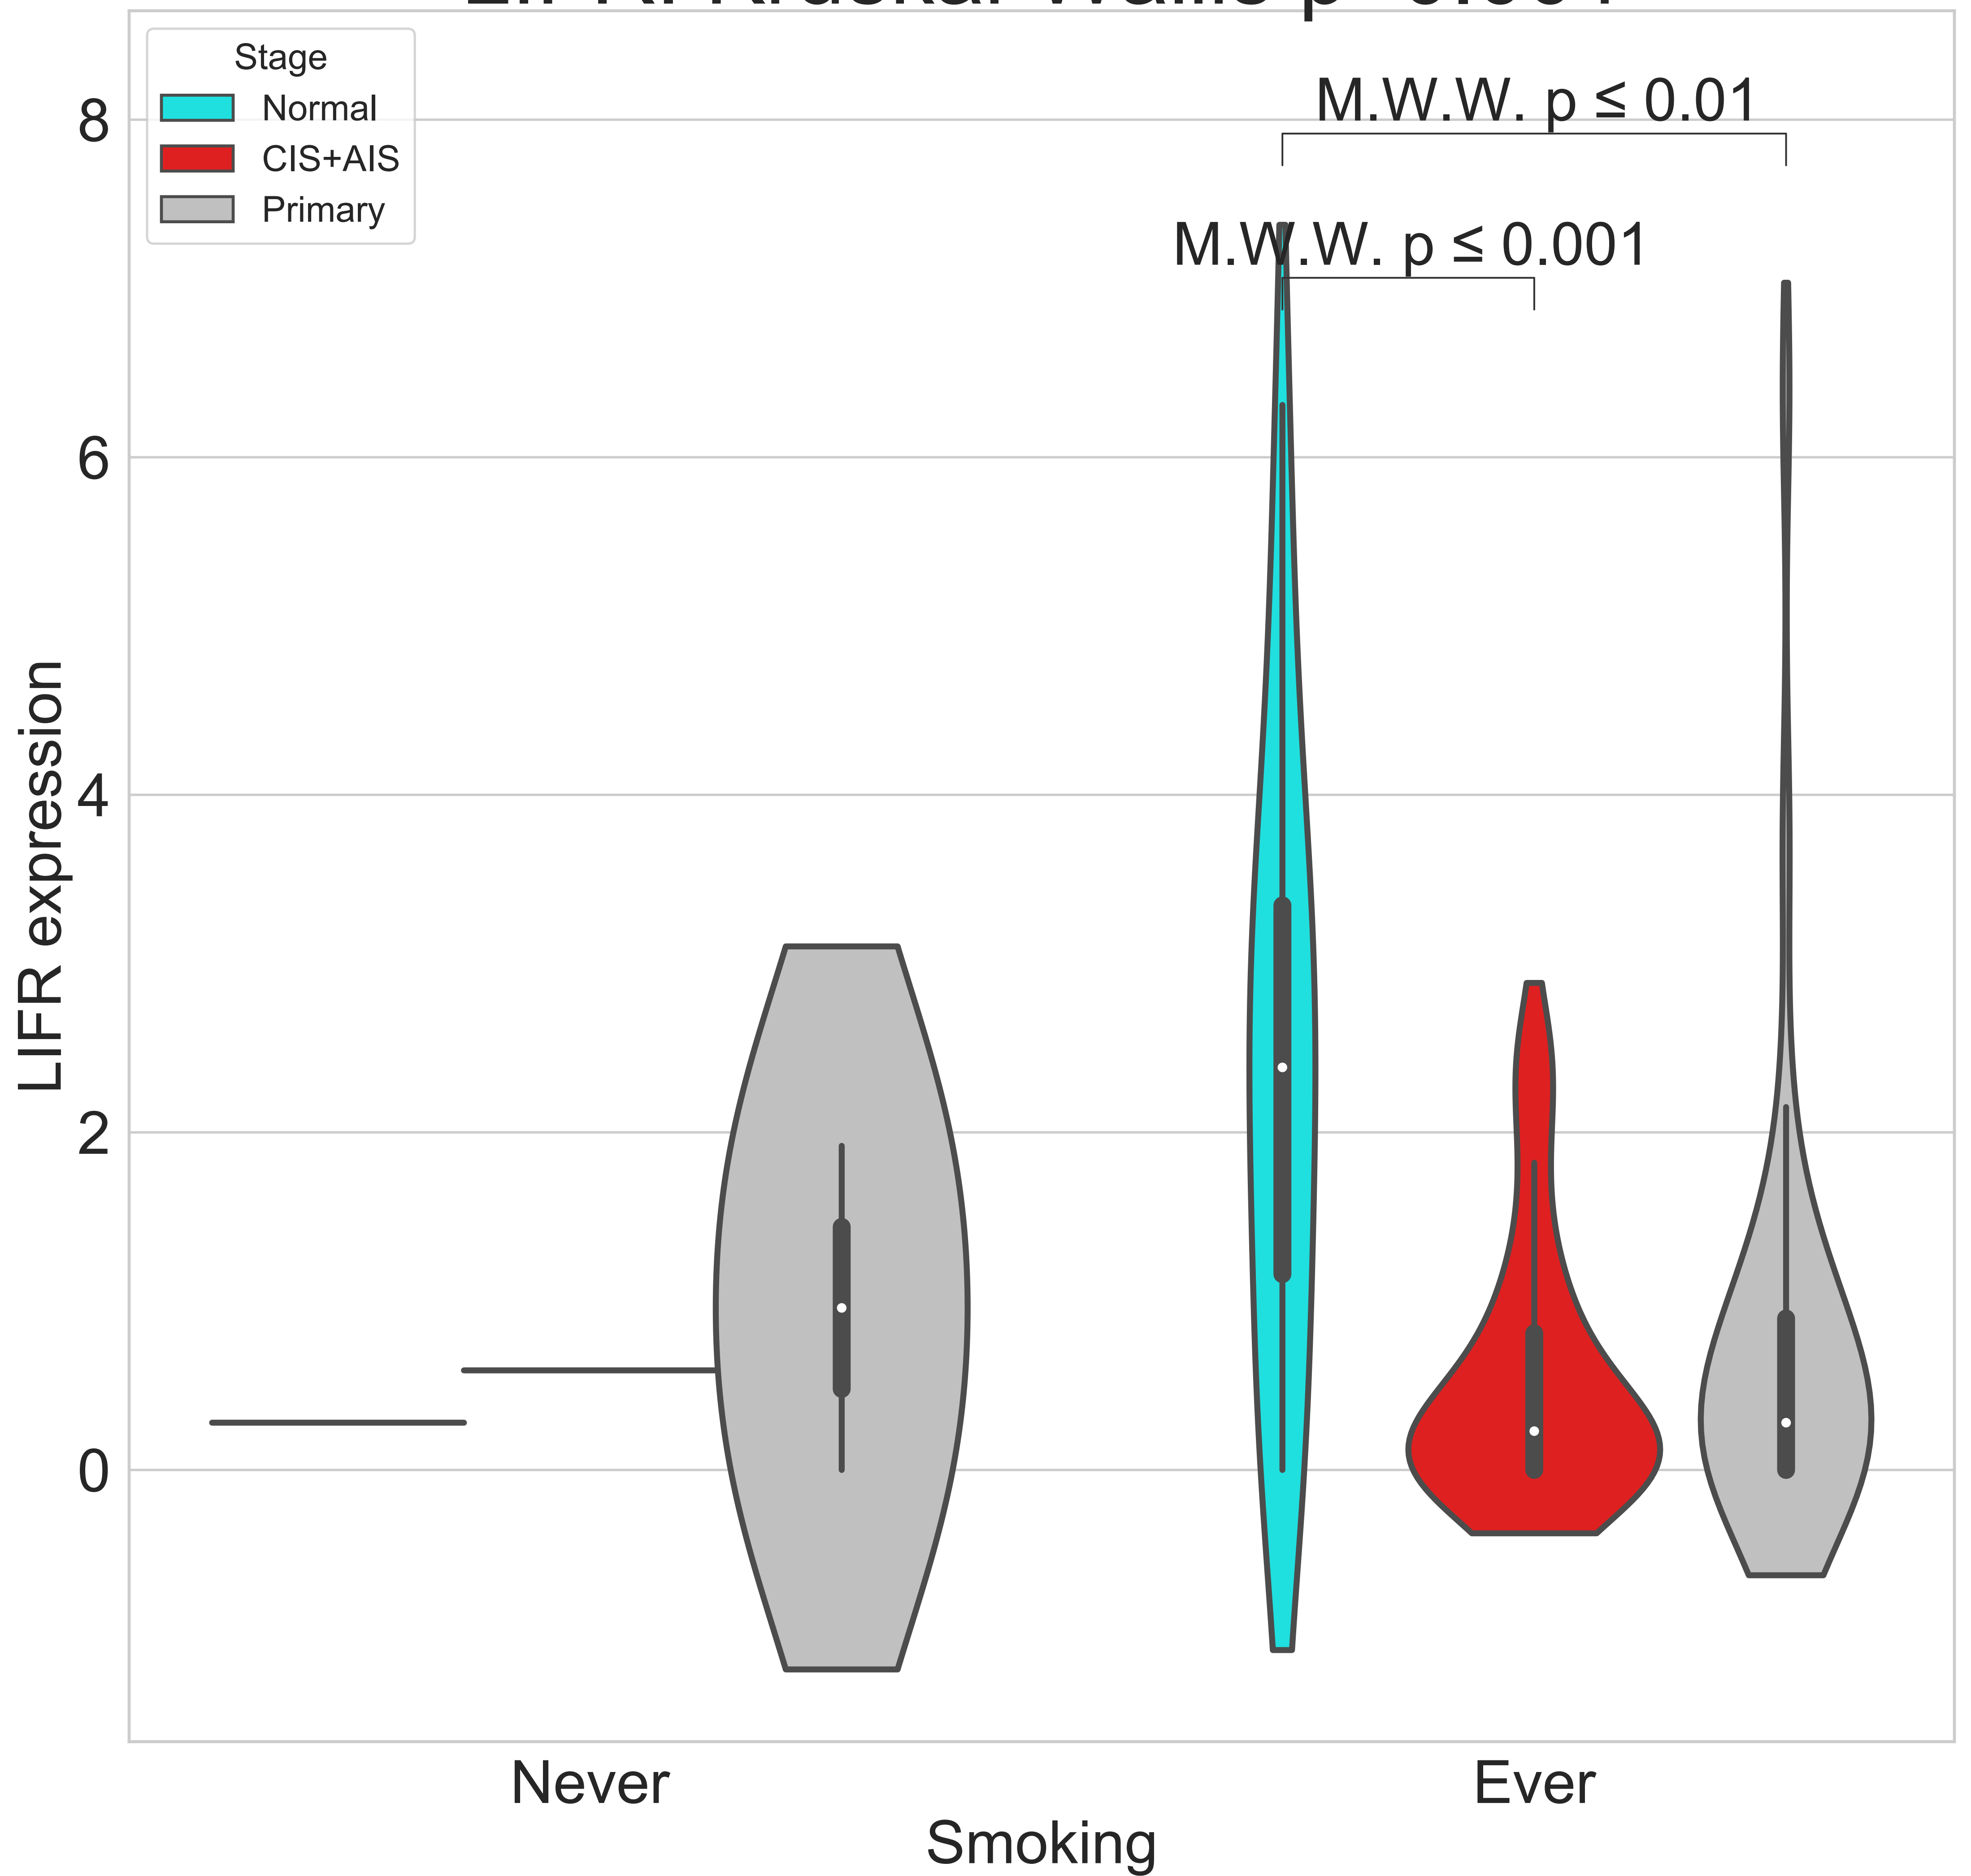 Stage
Normal
CIS+AIS
Primary
M.W.W. p ≤ 0.01
M.W.W. p ≤ 0.001
8
6
4
2
0
LIFR expression
Never
Ever
Smoking